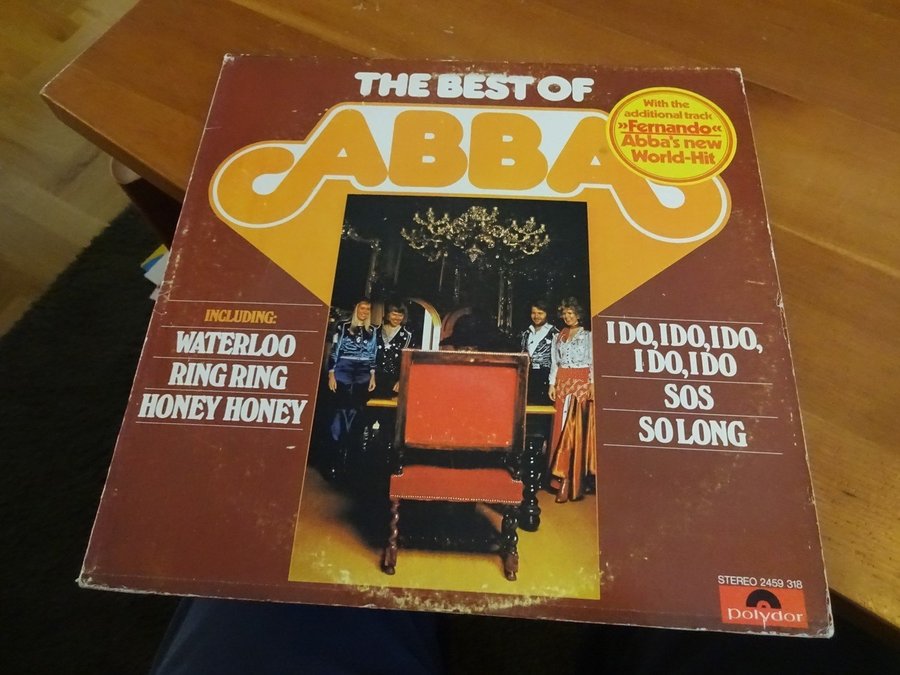 THE BEST OF
ABBA
With the
additional track
»Fernando«
Abba's new
World-Hit
INCLUDING:
WATERLOO
RING RING
HONEY HONEY
I DO, I DO, I DO,
I DO, I DO
SOS
SO LONG
STEREO 2459 318
Polydor